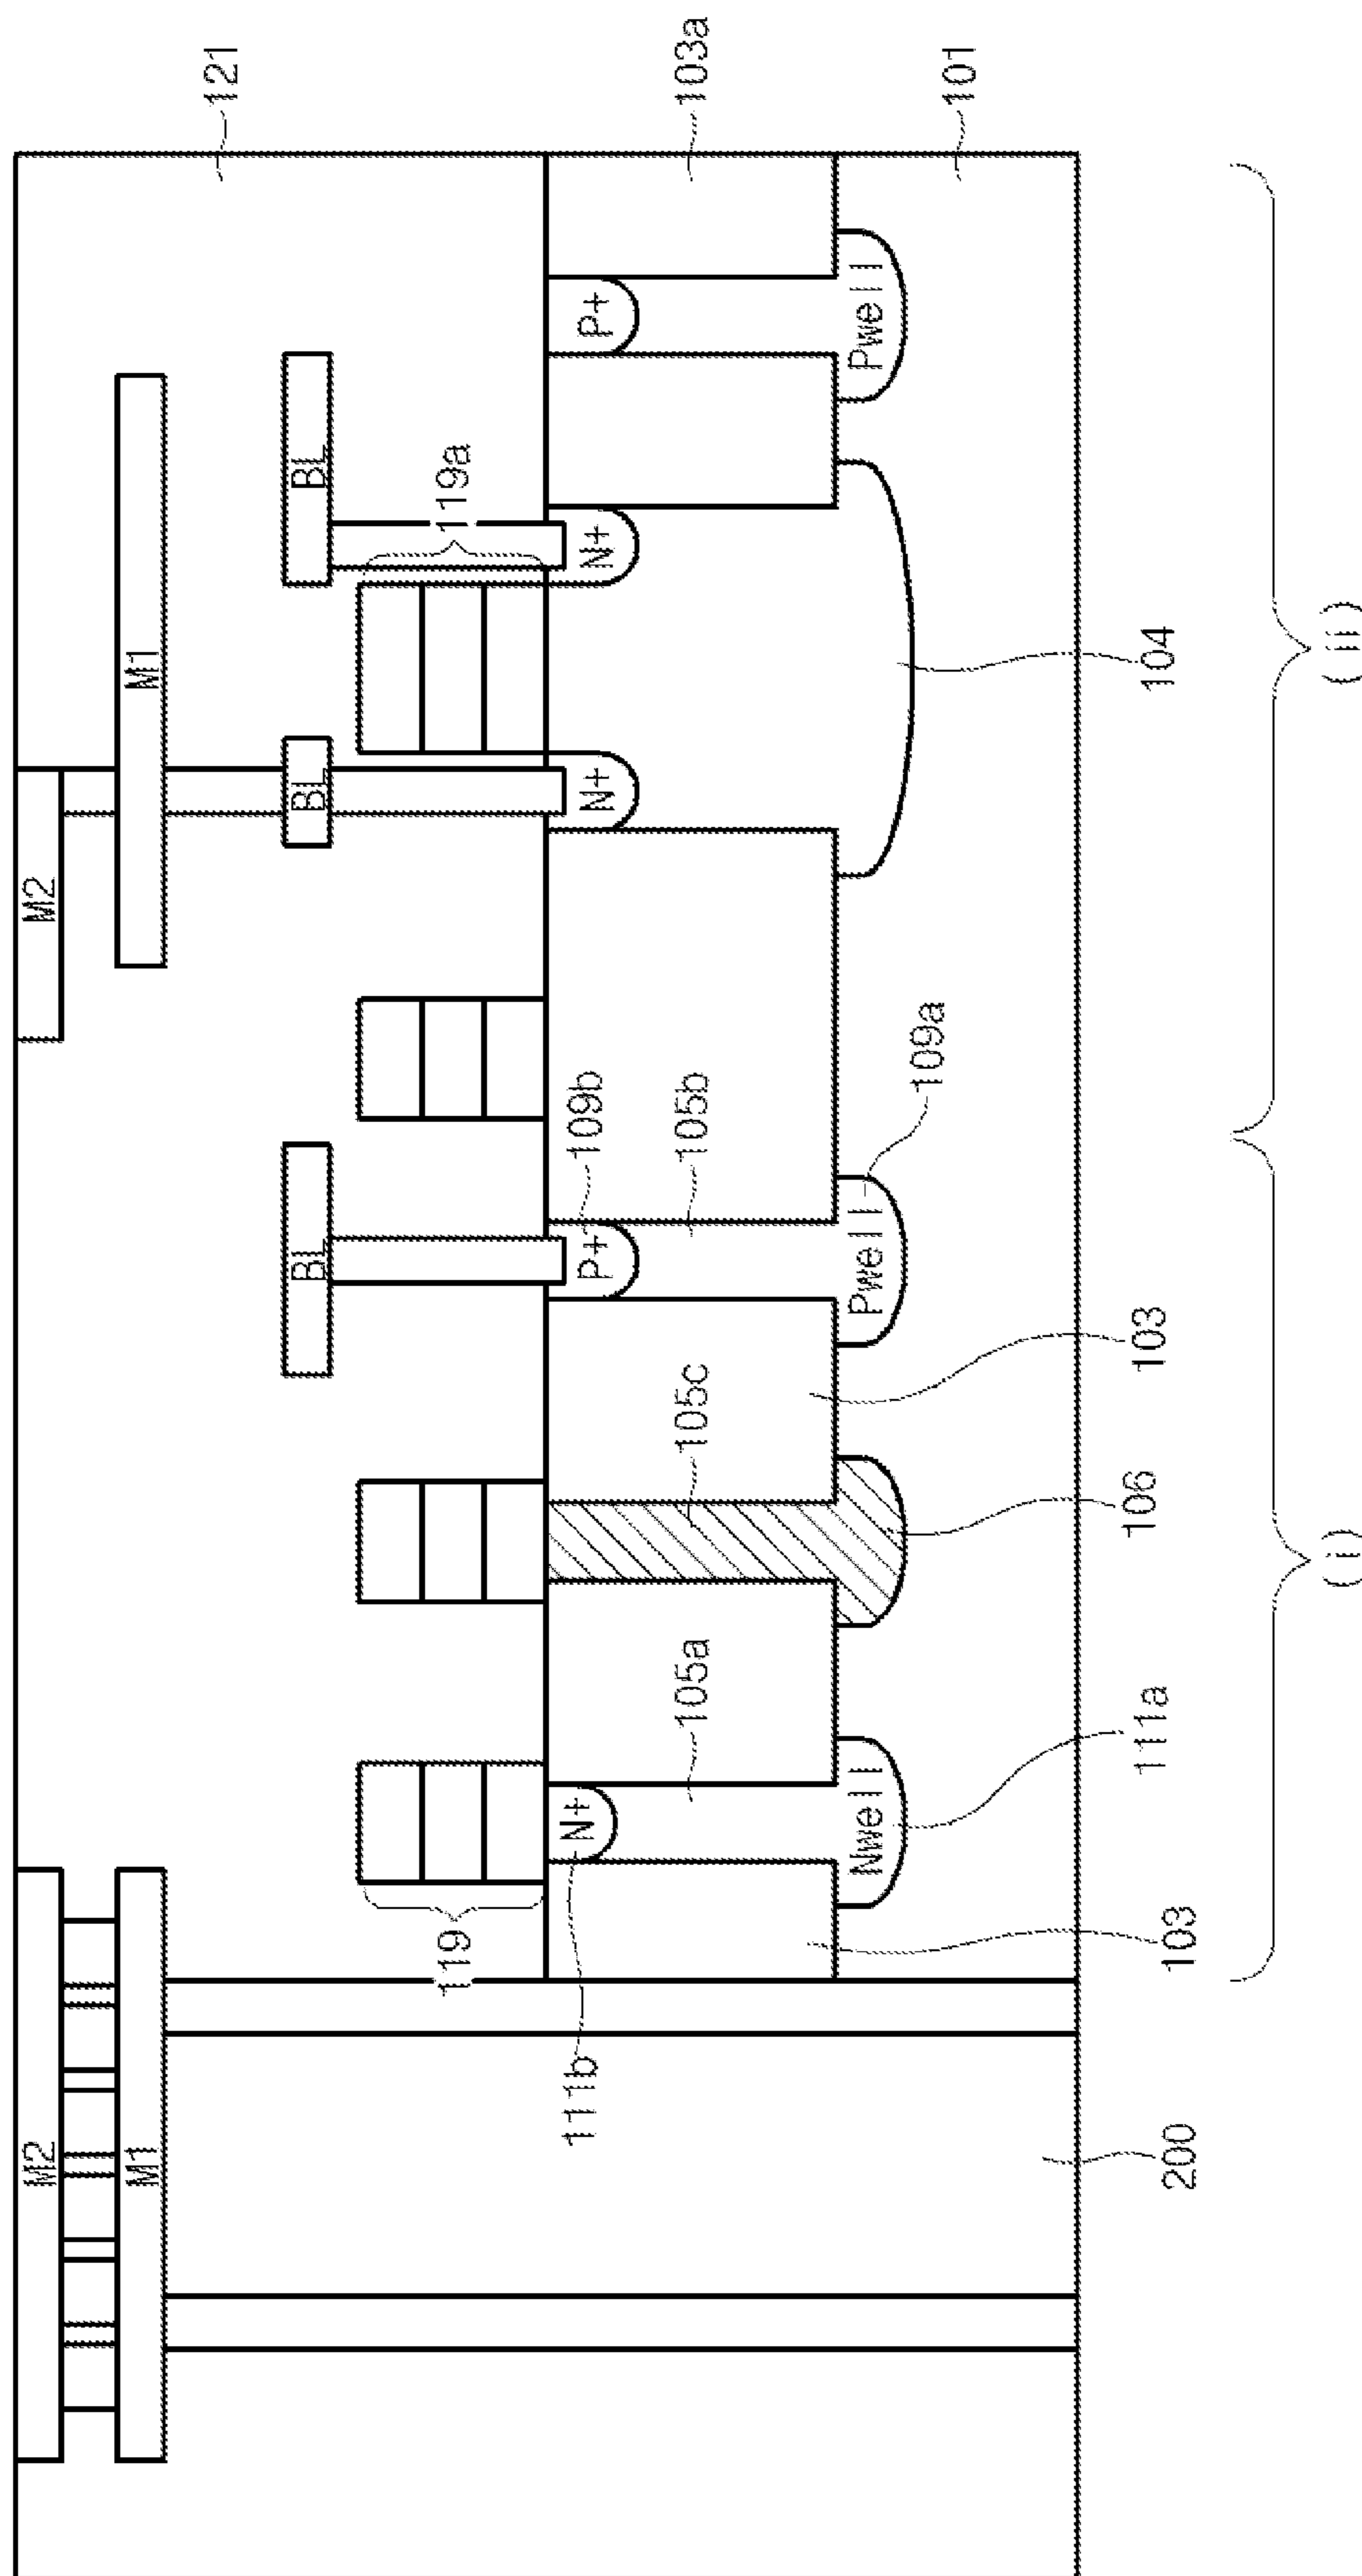 M2
M2
M1
M1
121
BL
BL
BL
119
119a
111b
N+
P+
109b
N+
N+
P+
105a
105c
105b
103a
Nwell
Pwell
Pwell
109a
101
200
103
111a
106
103
104
(i)
(ii)